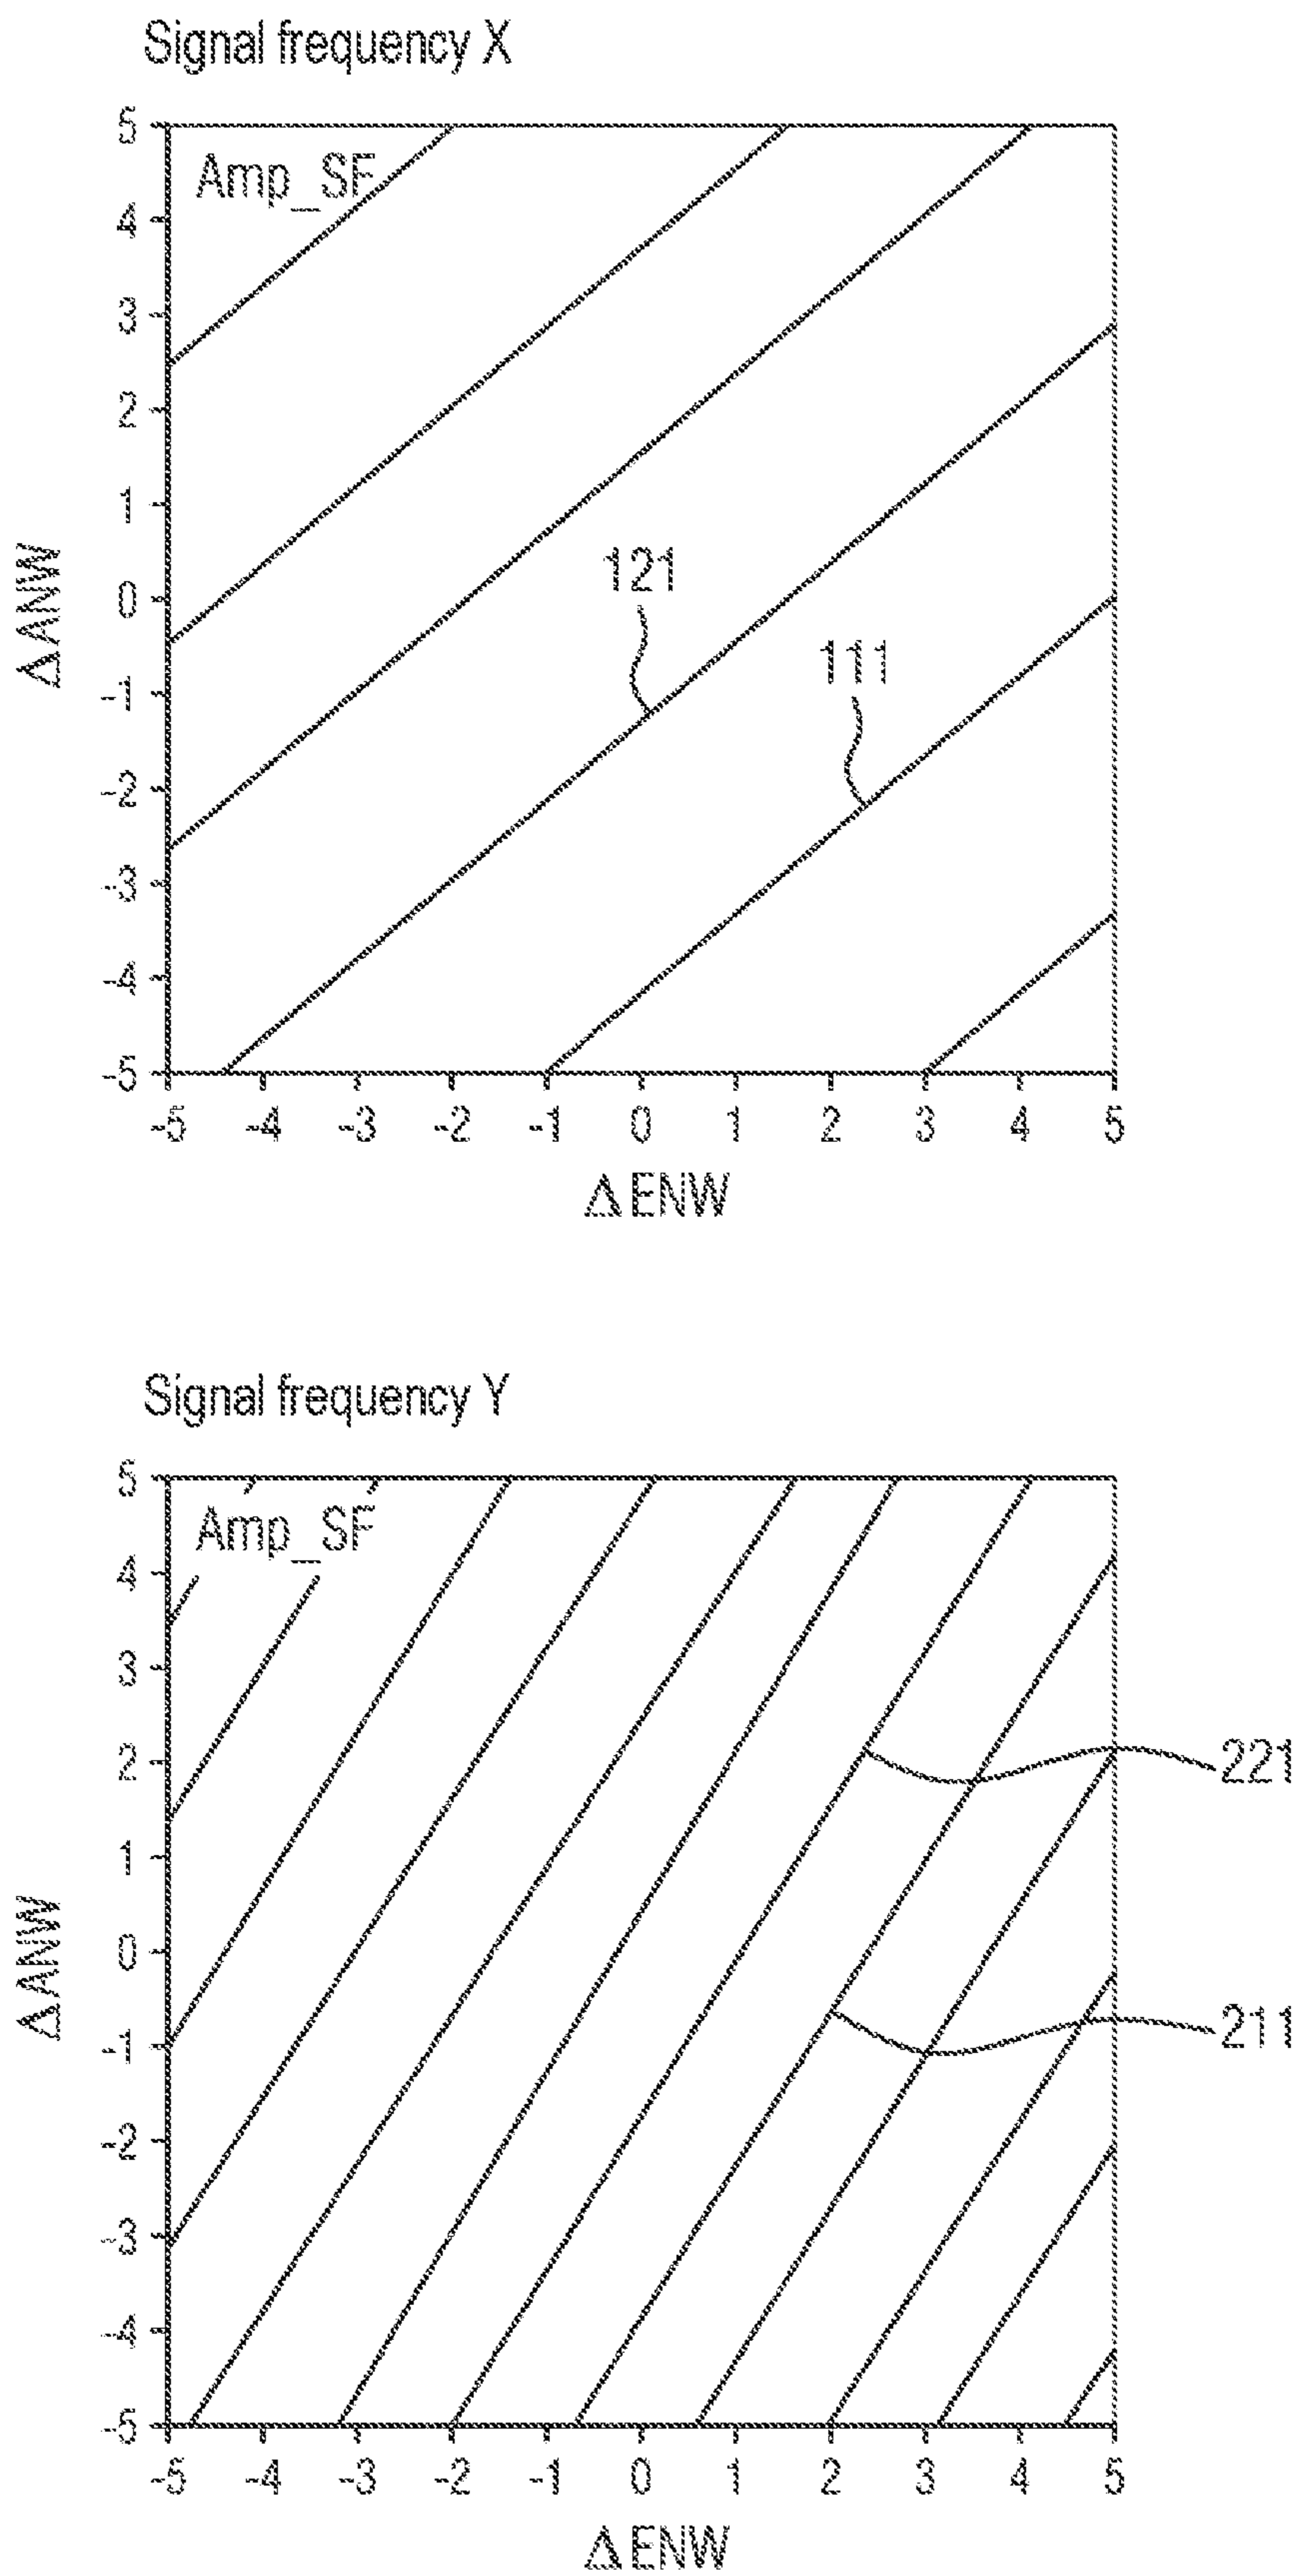 Signal frequency X
5
Amp_SF
4
3
2
1
121
0
111
-1
-2
-3
-4
-5
ΔANW
-5 -4 -3 -2 -1 0 1 2 3 4 5
ΔENW
Signal frequency Y
5
Amp_SF
4
3
2
221
1
0
211
-1
-2
-3
-4
-5
ΔANW
-5 -4 -3 -2 -1 0 1 2 3 4 5
ΔENW